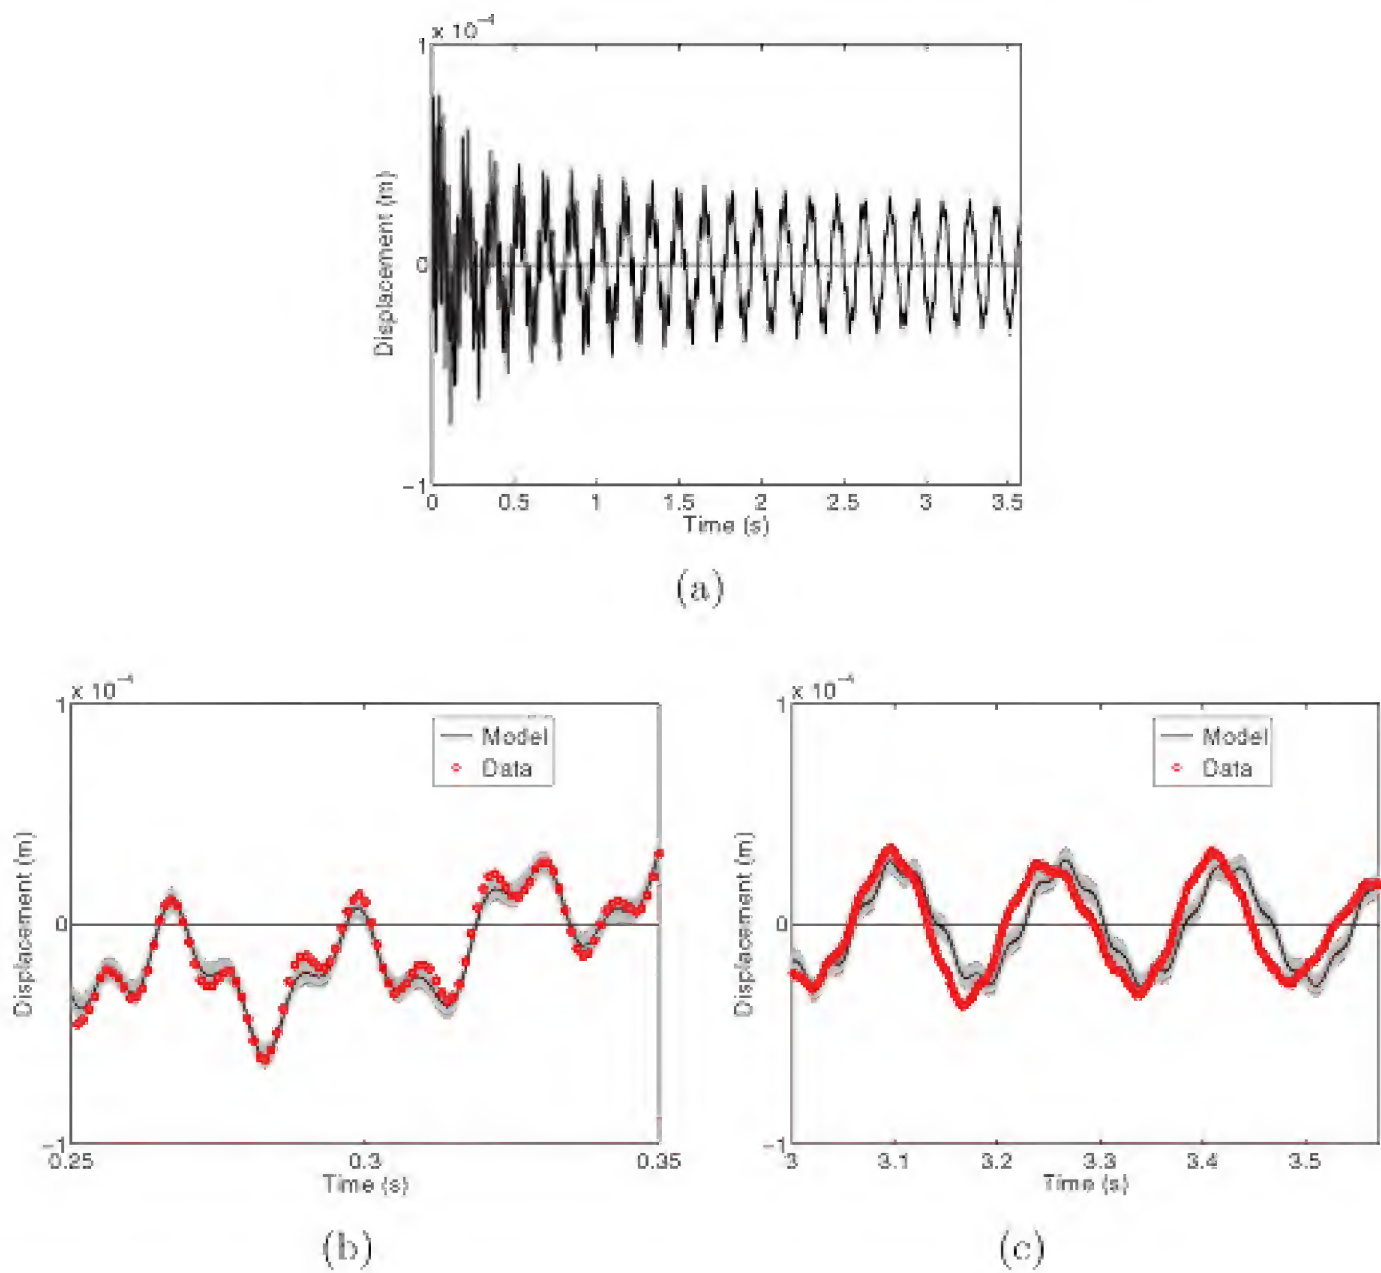 x 10⁻⁴
1
0
−1
Displacement (m)
0 0.5 1 1.5 2 2.5 3 3.5
Time (s)
(a)
x 10⁻⁴
1
0
−1
Displacement (m)
Model
Data
0.25 0.3 0.35
Time (s)
(b)
x 10⁻⁴
1
0
−1
Displacement (m)
Model
Data
3 3.1 3.2 3.3 3.4 3.5
Time (s)
(c)